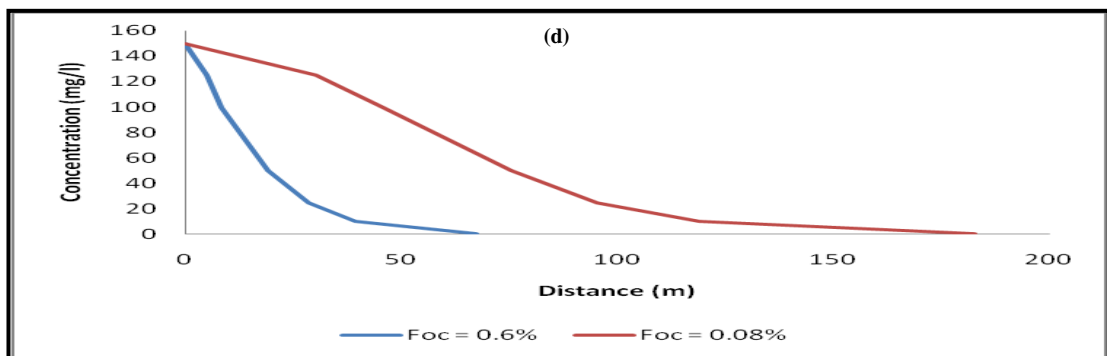 (d)
Concentration (mg/l)
160
140
120
100
80
60
40
20
0
0 50 100 150 200
Distance (m)
Foc = 0.6% Foc = 0.08%